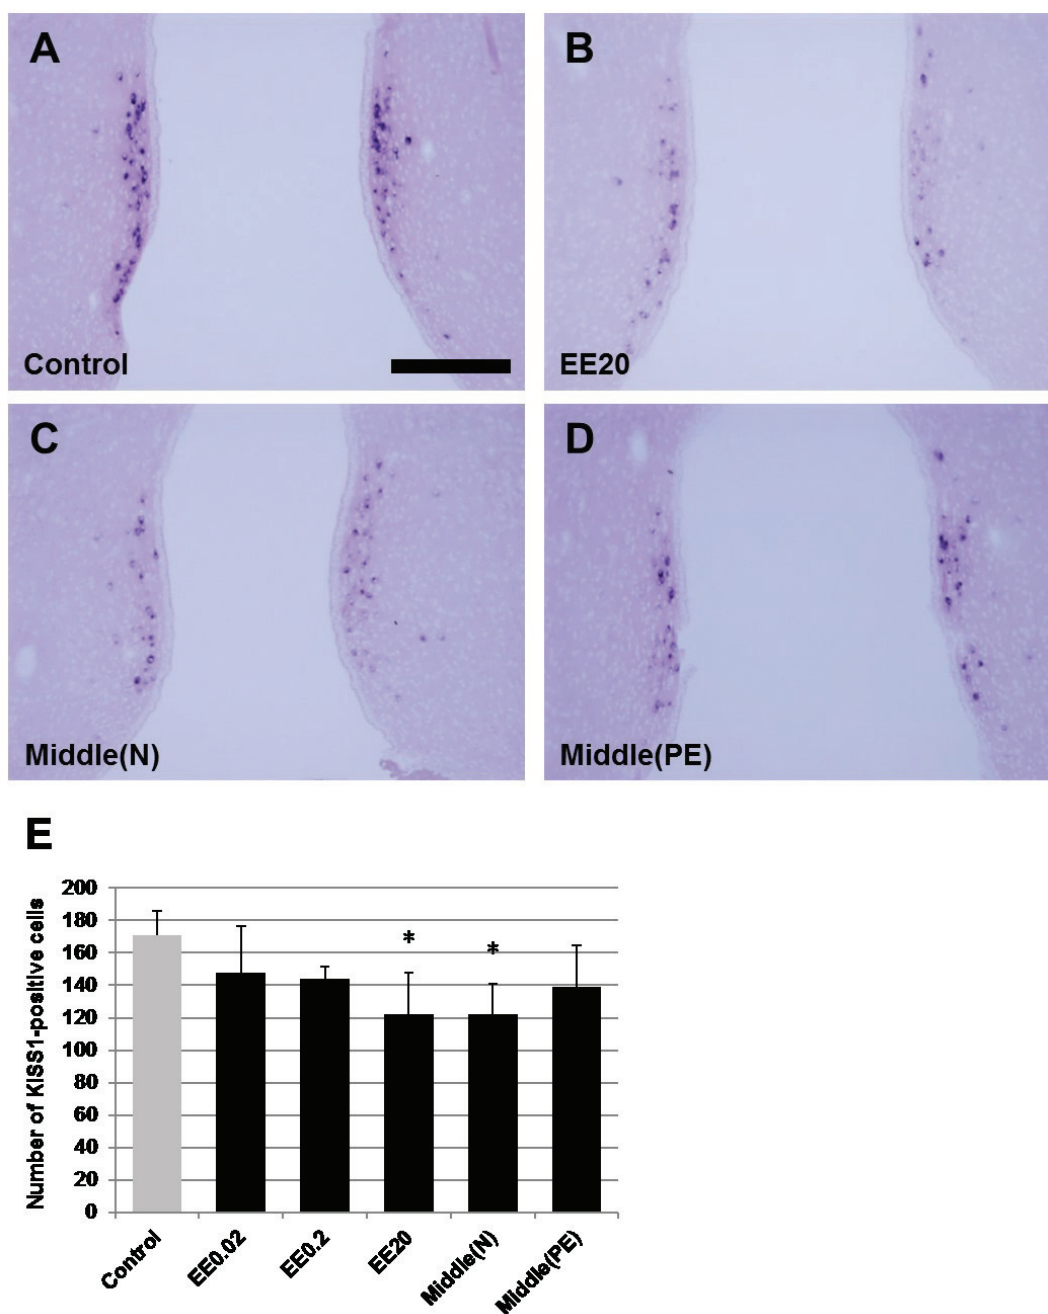 A
B
Control
EE20
C
D
Middle(N)
Middle(PE)
E
Number of KISS1-positive cells
200
180
160
140
120
100
80
60
40
20
0
*
*
Control
EE0.02
EE0.2
EE20
Middle(N)
Middle(PE)